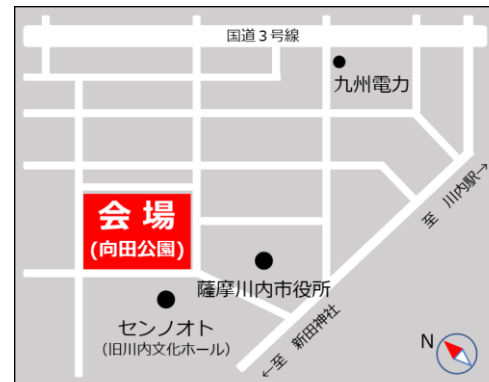 国道３号線
九州電力
至 川内駅→
会 場
(向田公園)
薩摩川内市役所
センノオト
（旧川内文化ホール）
←至 新田神社
N